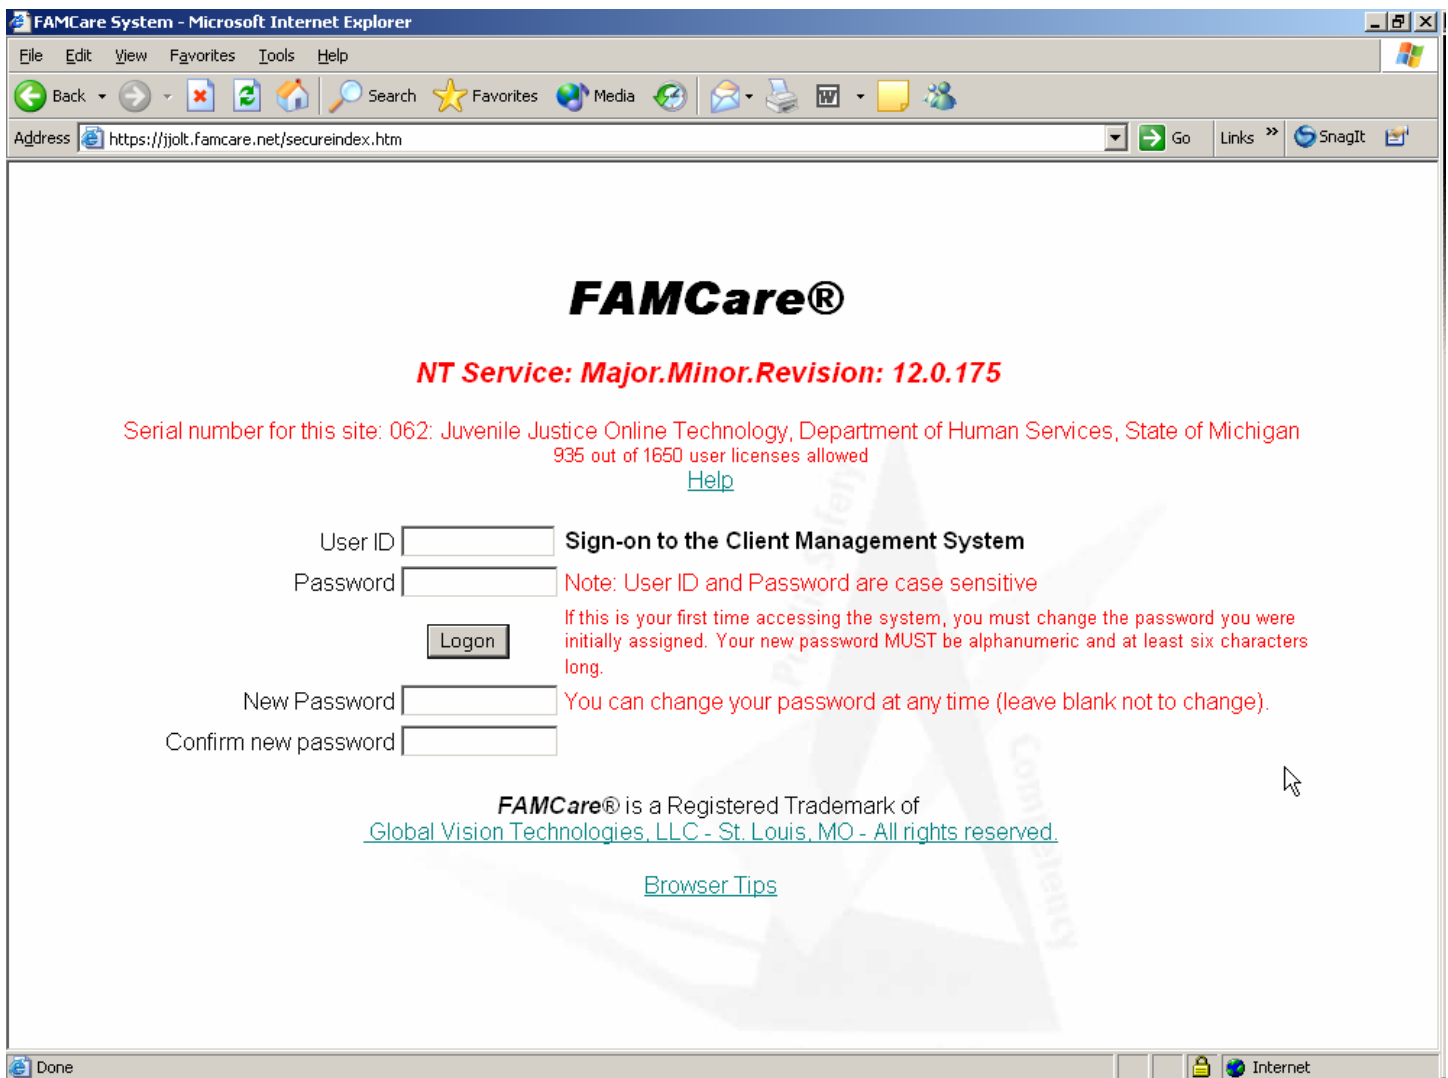 FAMCare System - Microsoft Internet Explorer
File Edit View Favorites Tools Help
Back Search Favorites Media
Address https://jjolt.famcare.net/secureindex.htm Go Links » SnagIt
FAMCare®
NT Service: Major.Minor.Revision: 12.0.175
Serial number for this site: 062: Juvenile Justice Online Technology, Department of Human Services, State of Michigan
935 out of 1650 user licenses allowed
Help
User ID Sign-on to the Client Management System
Password Note: User ID and Password are case sensitive
If this is your first time accessing the system, you must change the password you were
Logon initially assigned. Your new password MUST be alphanumeric and at least six characters
long.
New Password You can change your password at any time (leave blank not to change).
Confirm new password
FAMCare® is a Registered Trademark of
Global Vision Technologies, LLC - St. Louis, MO - All rights reserved.
Browser Tips
Public Safety
Competency
Done Internet